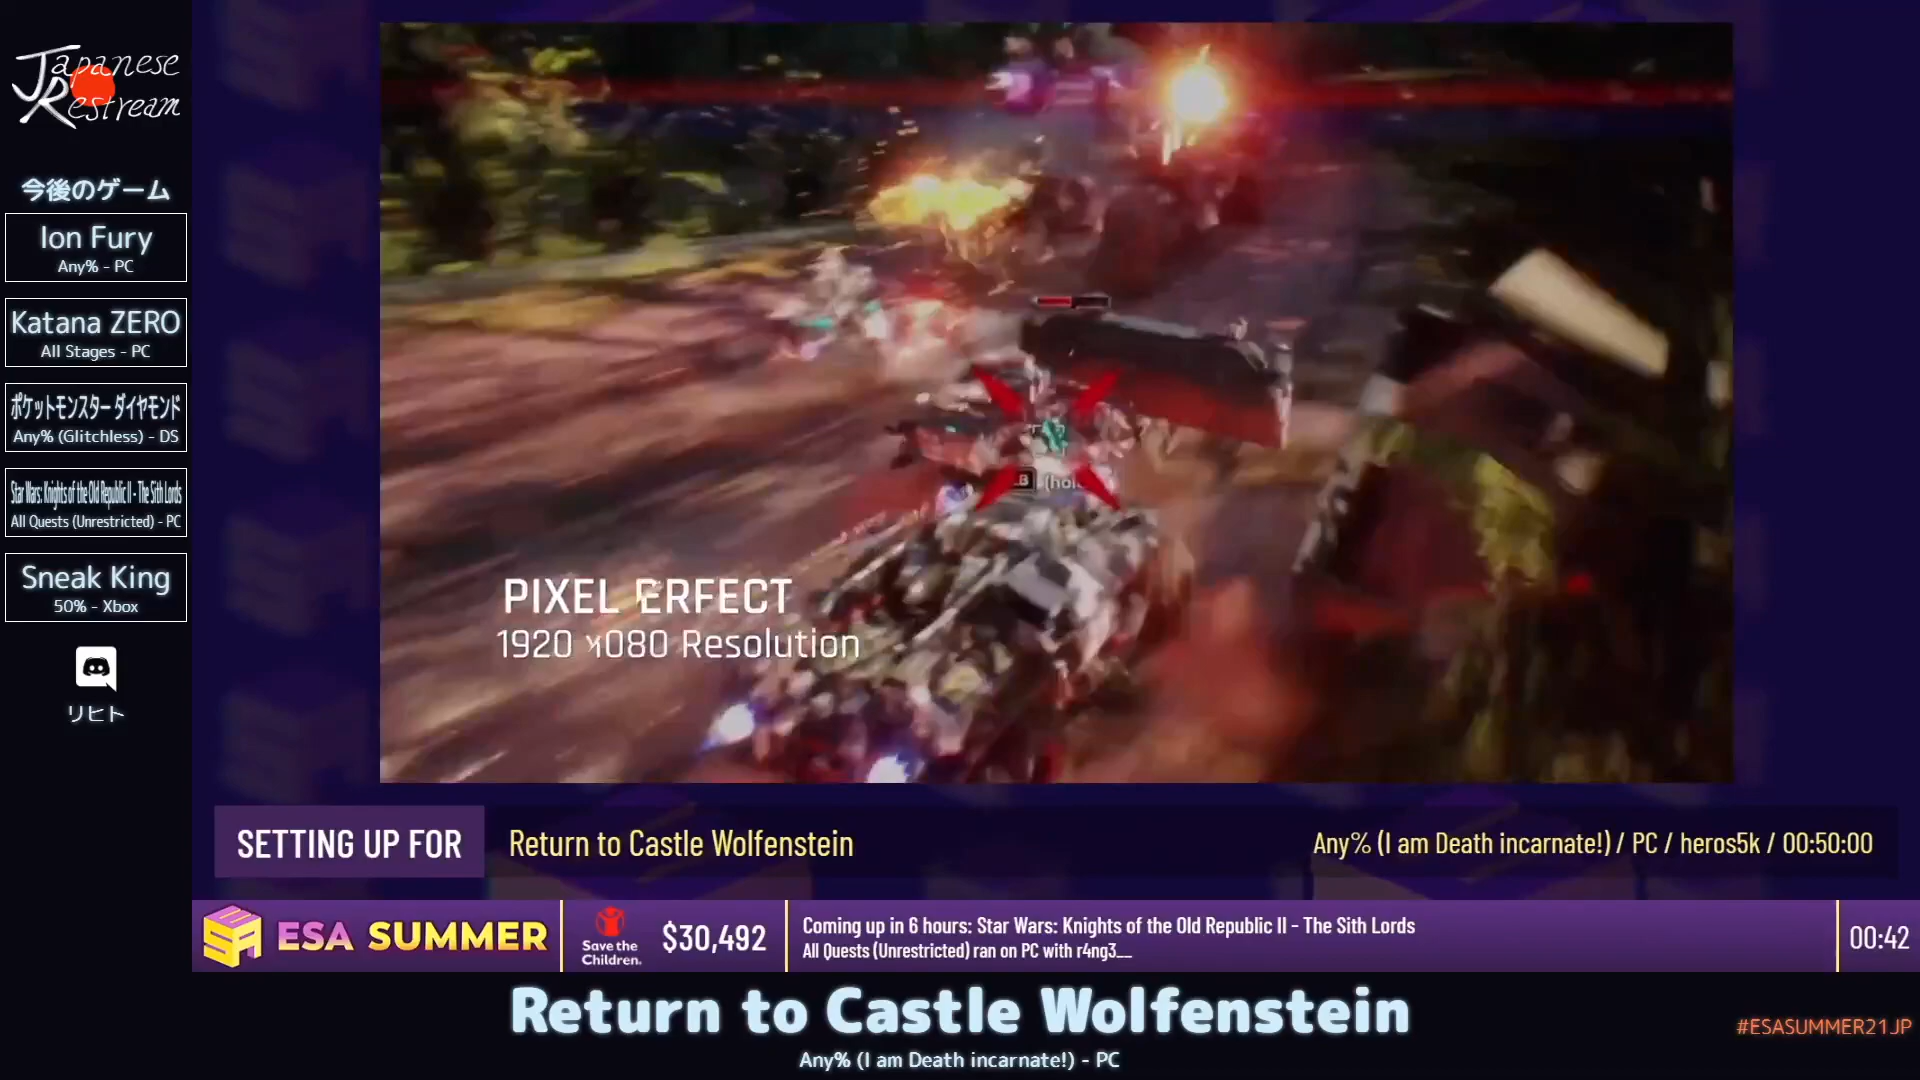 Japanese
Restream
今後のゲーム
Ion Fury
Any% - PC
Katana ZERO
All Stages - PC
ポケットモンスター ダイヤモンド
Any% (Glitchless) - DS
Star Wars: Knights of the Old Republic II - The Sith Lords
All Quests (Unrestricted) - PC
Sneak King
50% - Xbox
リヒト
(hol
PIXEL ERFECT
1920 x080 Resolution
SETTING UP FOR
Return to Castle Wolfenstein
Any% (I am Death incarnate!) / PC / heros5k / 00:50:00
ESA SUMMER
Save the
Children.
$30,492
Coming up in 6 hours: Star Wars: Knights of the Old Republic II - The Sith Lords
All Quests (Unrestricted) ran on PC with r4ng3__
00:42
Return to Castle Wolfenstein
Any% (I am Death incarnate!) - PC
#ESASUMMER21JP